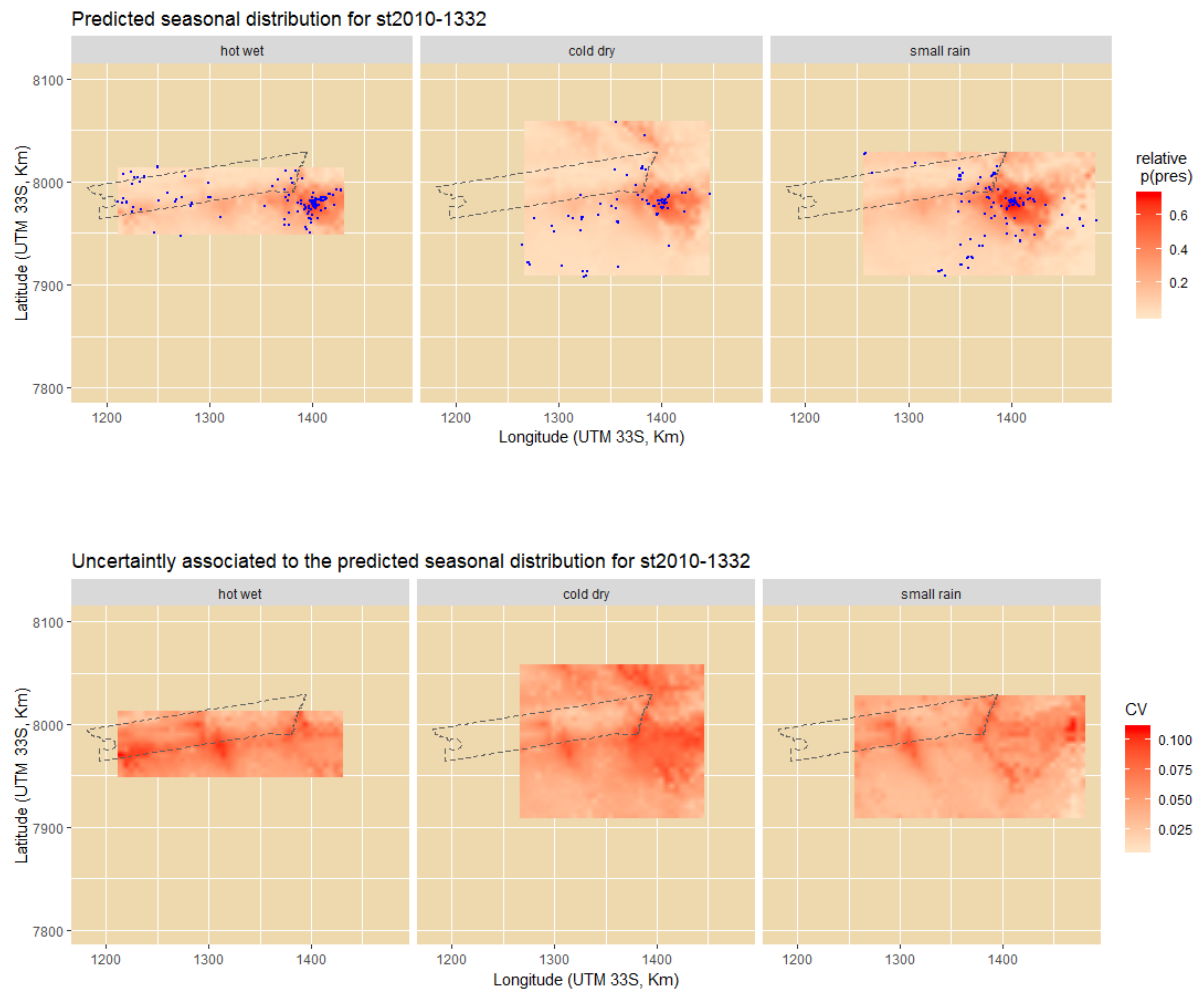 Predicted seasonal distribution for st2010-1332
hot wet cold dry small rain
8100
8000
7900
7800
Latitude (UTM 33S, Km)
1200 1300 1400 1200 1300 1400 1200 1300 1400
Longitude (UTM 33S, Km)
relative
p(pres)
0.6
0.4
0.2
Uncertaintly associated to the predicted seasonal distribution for st2010-1332
hot wet cold dry small rain
8100
8000
7900
7800
Latitude (UTM 33S, Km)
1200 1300 1400 1200 1300 1400 1200 1300 1400
Longitude (UTM 33S, Km)
CV
0.100
0.075
0.050
0.025